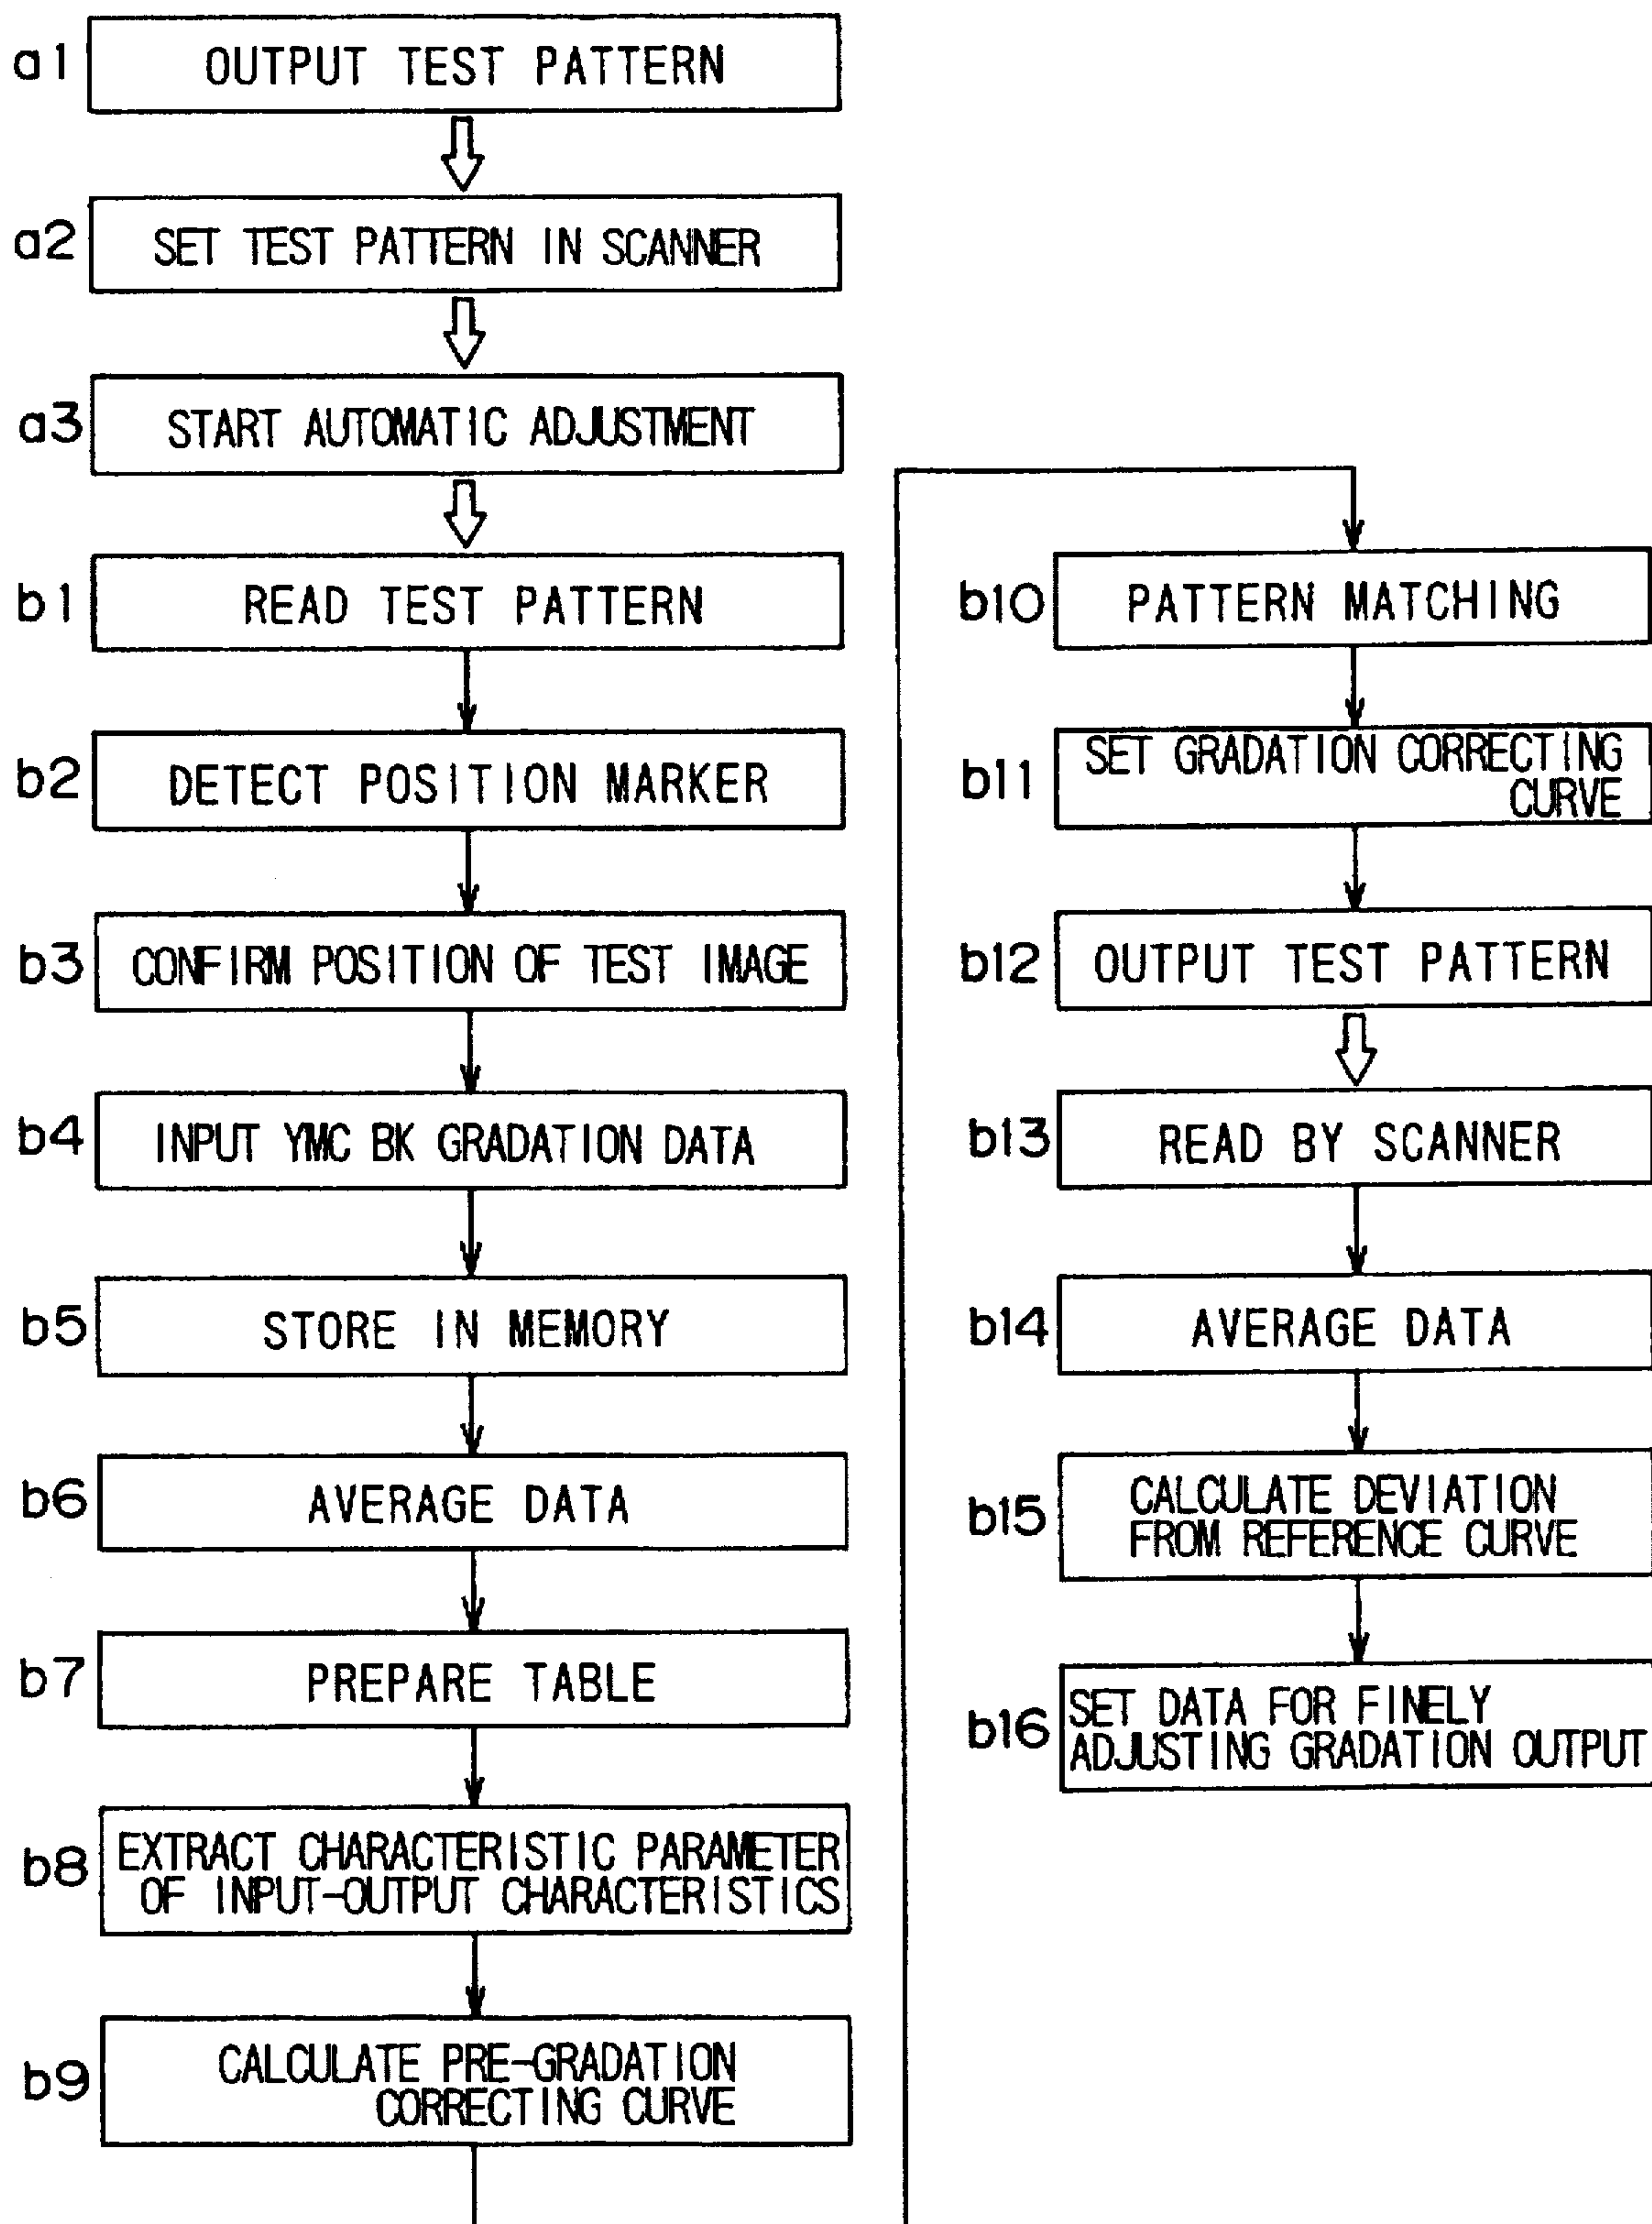 a1 OUTPUT TEST PATTERN
a2 SET TEST PATTERN IN SCANNER
a3 START AUTOMATIC ADJUSTMENT
b1 READ TEST PATTERN
b2 DETECT POSITION MARKER
b3 CONFIRM POSITION OF TEST IMAGE
b4 INPUT YMC BK GRADATION DATA
b5 STORE IN MEMORY
b6 AVERAGE DATA
b7 PREPARE TABLE
b8 EXTRACT CHARACTERISTIC PARAMETER
OF INPUT-OUTPUT CHARACTERISTICS
b9 CALCULATE PRE-GRADATION
CORRECTING CURVE
b10 PATTERN MATCHING
b11 SET GRADATION CORRECTING
CURVE
b12 OUTPUT TEST PATTERN
b13 READ BY SCANNER
b14 AVERAGE DATA
b15 CALCULATE DEVIATION
FROM REFERENCE CURVE
b16 SET DATA FOR FINELY
ADJUSTING GRADATION OUTPUT